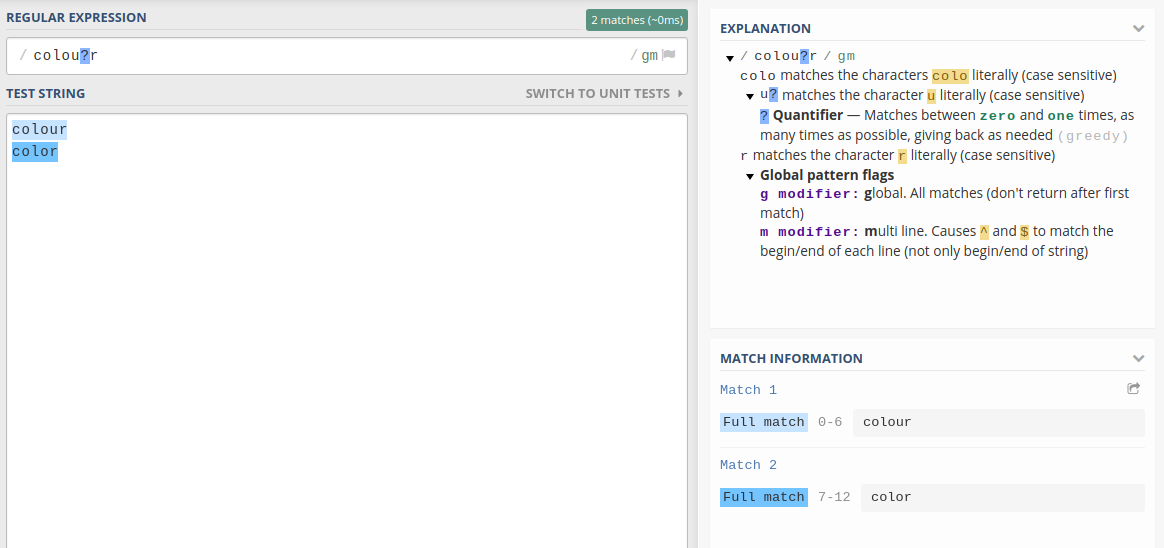 REGULAR EXPRESSION
2 matches (~0ms)
/ colou?r / gm
TEST STRING
SWITCH TO UNIT TESTS
colour
color
EXPLANATION
/ colou?r / gm
colo matches the characters colo literally (case sensitive)
u? matches the character u literally (case sensitive)
? Quantifier — Matches between zero and one times, as
many times as possible, giving back as needed (greedy)
r matches the character r literally (case sensitive)
Global pattern flags
g modifier: global. All matches (don't return after first
match)
m modifier: multi line. Causes ^ and $ to match the
begin/end of each line (not only begin/end of string)
MATCH INFORMATION
Match 1
Full match 0-6 colour
Match 2
Full match 7-12 color